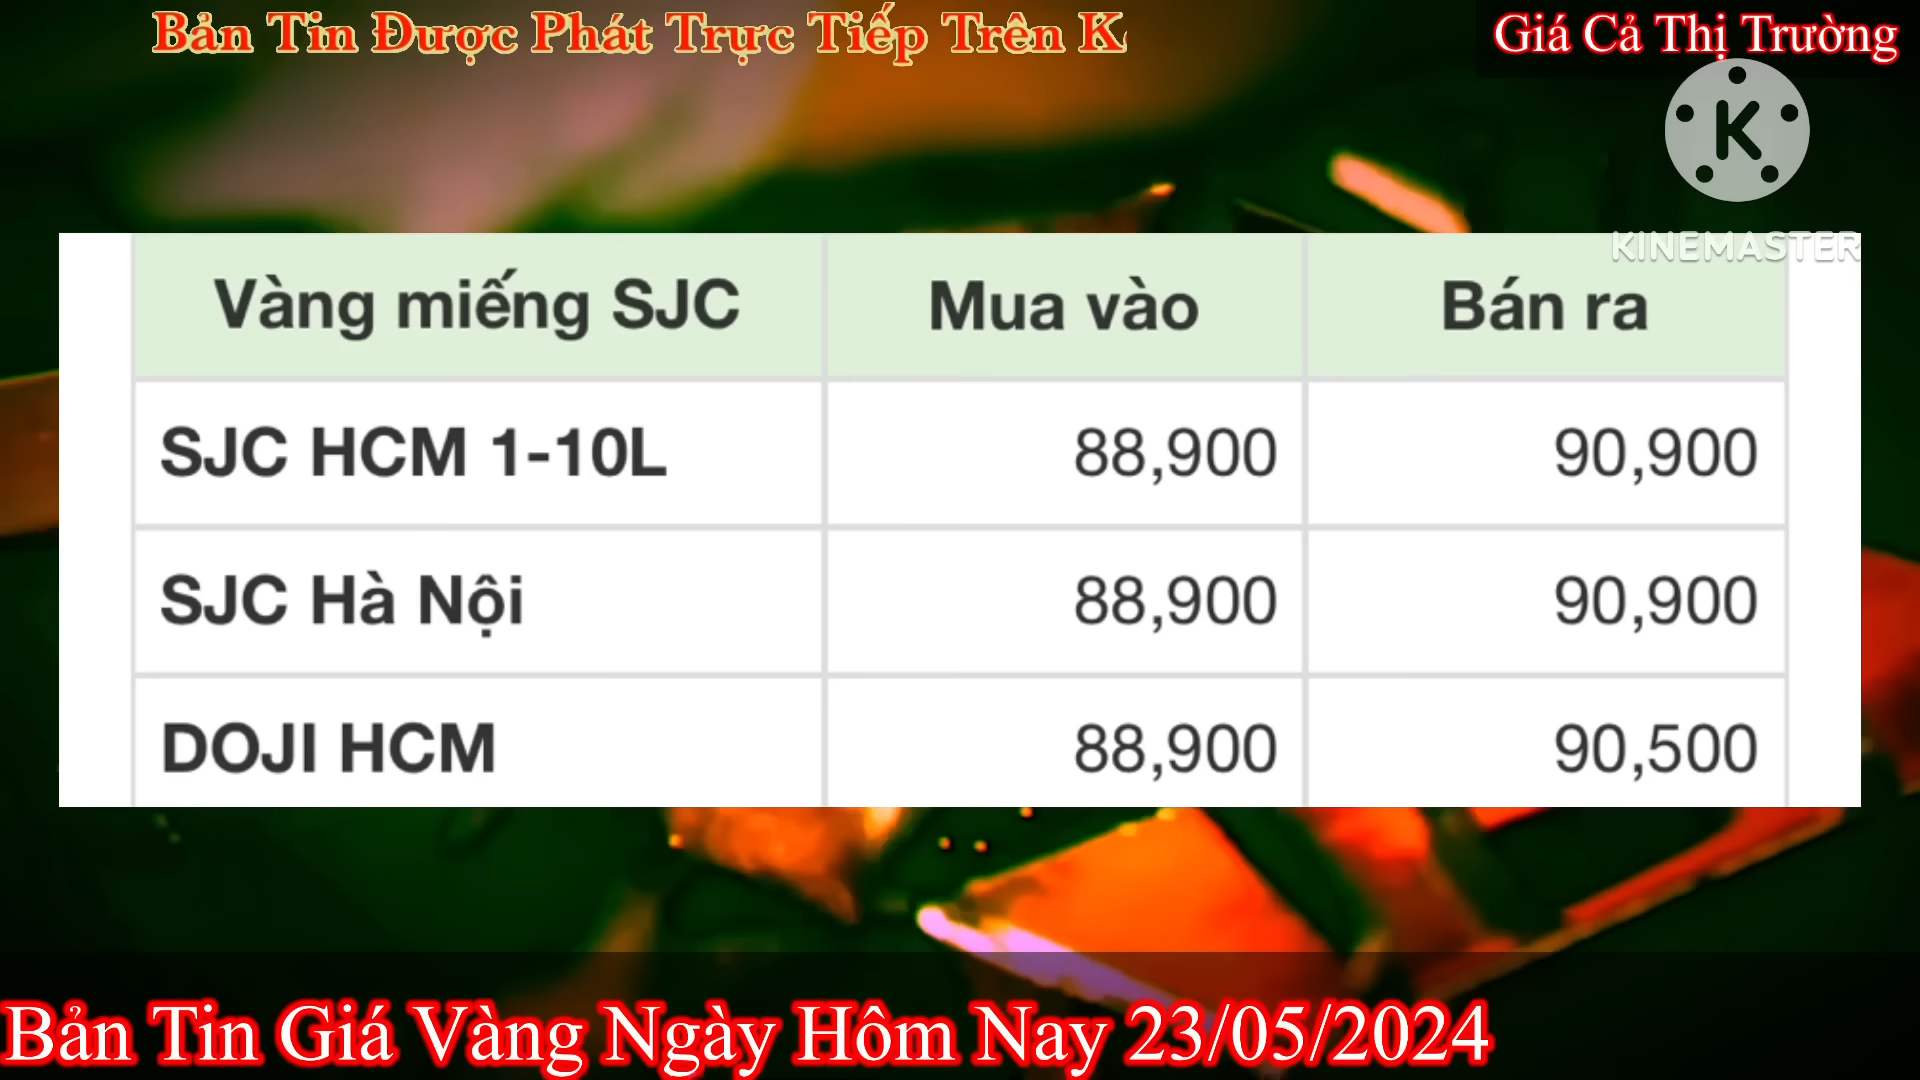 Bản Tin Được Phát Trực Tiếp Trên K
Giá Cả Thị Trường
K
KINEMASTER
Vàng miếng SJC Mua vào Bán ra
SJC HCM 1-10L 88,900 90,900
SJC Hà Nội 88,900 90,900
DOJI HCM 88,900 90,500
Bản Tin Giá Vàng Ngày Hôm Nay 23/05/2024